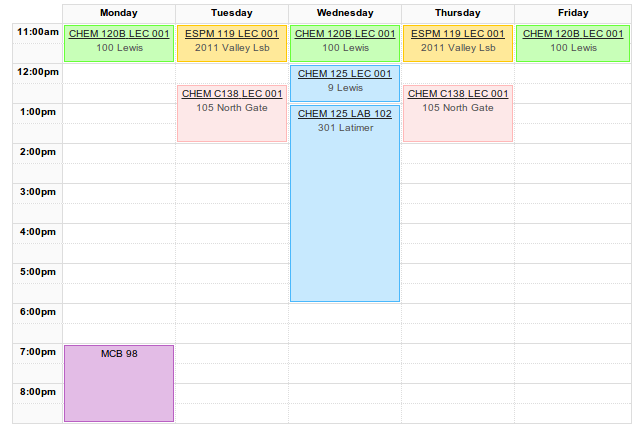 Monday Tuesday Wednesday Thursday Friday
11:00am
CHEM 120B LEC 001 ESPM 119 LEC 001 CHEM 120B LEC 001 ESPM 119 LEC 001 CHEM 120B LEC 001
100 Lewis 2011 Valley Lsb 100 Lewis 2011 Valley Lsb 100 Lewis
12:00pm
CHEM 125 LEC 001
9 Lewis
CHEM C138 LEC 001 CHEM C138 LEC 001
105 North Gate 105 North Gate
1:00pm
CHEM 125 LAB 102
301 Latimer
2:00pm
3:00pm
4:00pm
5:00pm
6:00pm
7:00pm
MCB 98
8:00pm